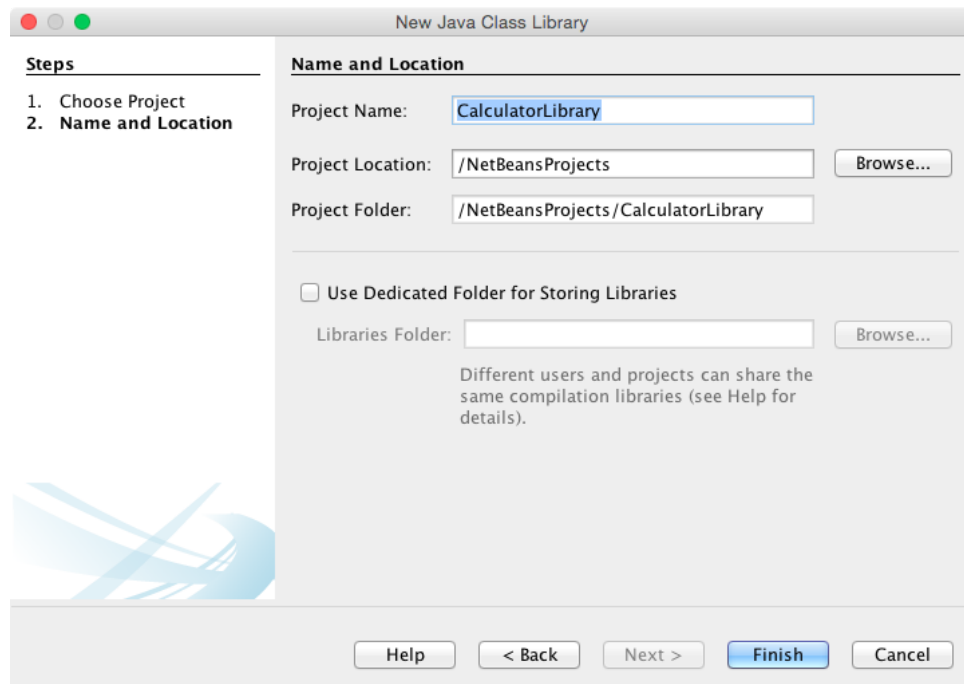 New Java Class Library
Steps
1. Choose Project
2. Name and Location
Name and Location
Project Name: CalculatorLibrary
Project Location: /NetBeansProjects Browse...
Project Folder: /NetBeansProjects/CalculatorLibrary
Use Dedicated Folder for Storing Libraries
Libraries Folder: Browse...
Different users and projects can share the
same compilation libraries (see Help for
details).
Help < Back Next > Finish Cancel